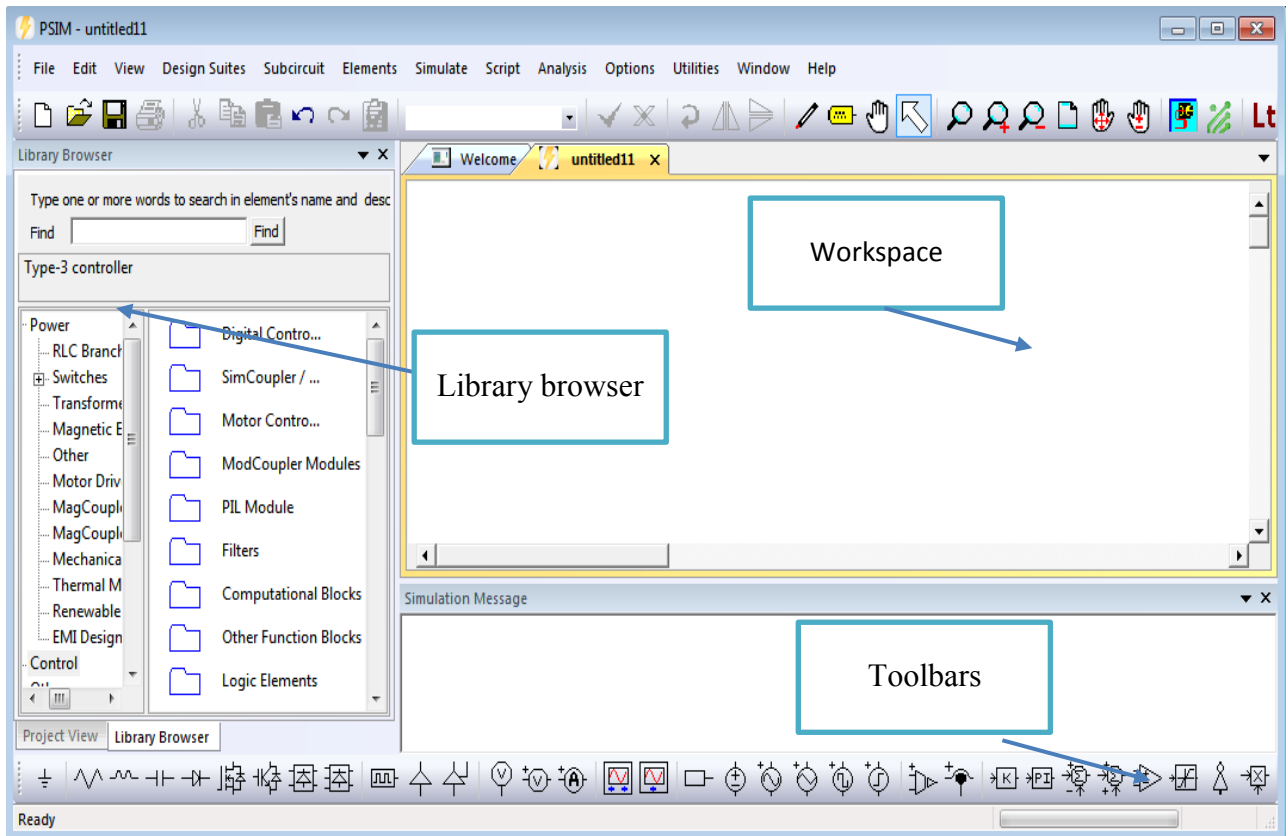 PSIM - untitled11
File Edit View Design Suites Subcircuit Elements Simulate Script Analysis Options Utilities Window Help
Lt
Library Browser
Welcome
untitled11 X
Type one or more words to search in element's name and desc
Find Find
Type-3 controller
Workspace
Library browser
Power
RLC Branch
Switches
Transforme
Magnetic E
Other
Motor Driv
MagCouple
MagCouple
Mechanica
Thermal M
Renewable
EMI Design
Control
Digital Contro...
SimCoupler / ...
Motor Contro...
ModCoupler Modules
PIL Module
Filters
Computational Blocks
Other Function Blocks
Logic Elements
Simulation Message
Toolbars
Project View Library Browser
V V A K PI
Ready